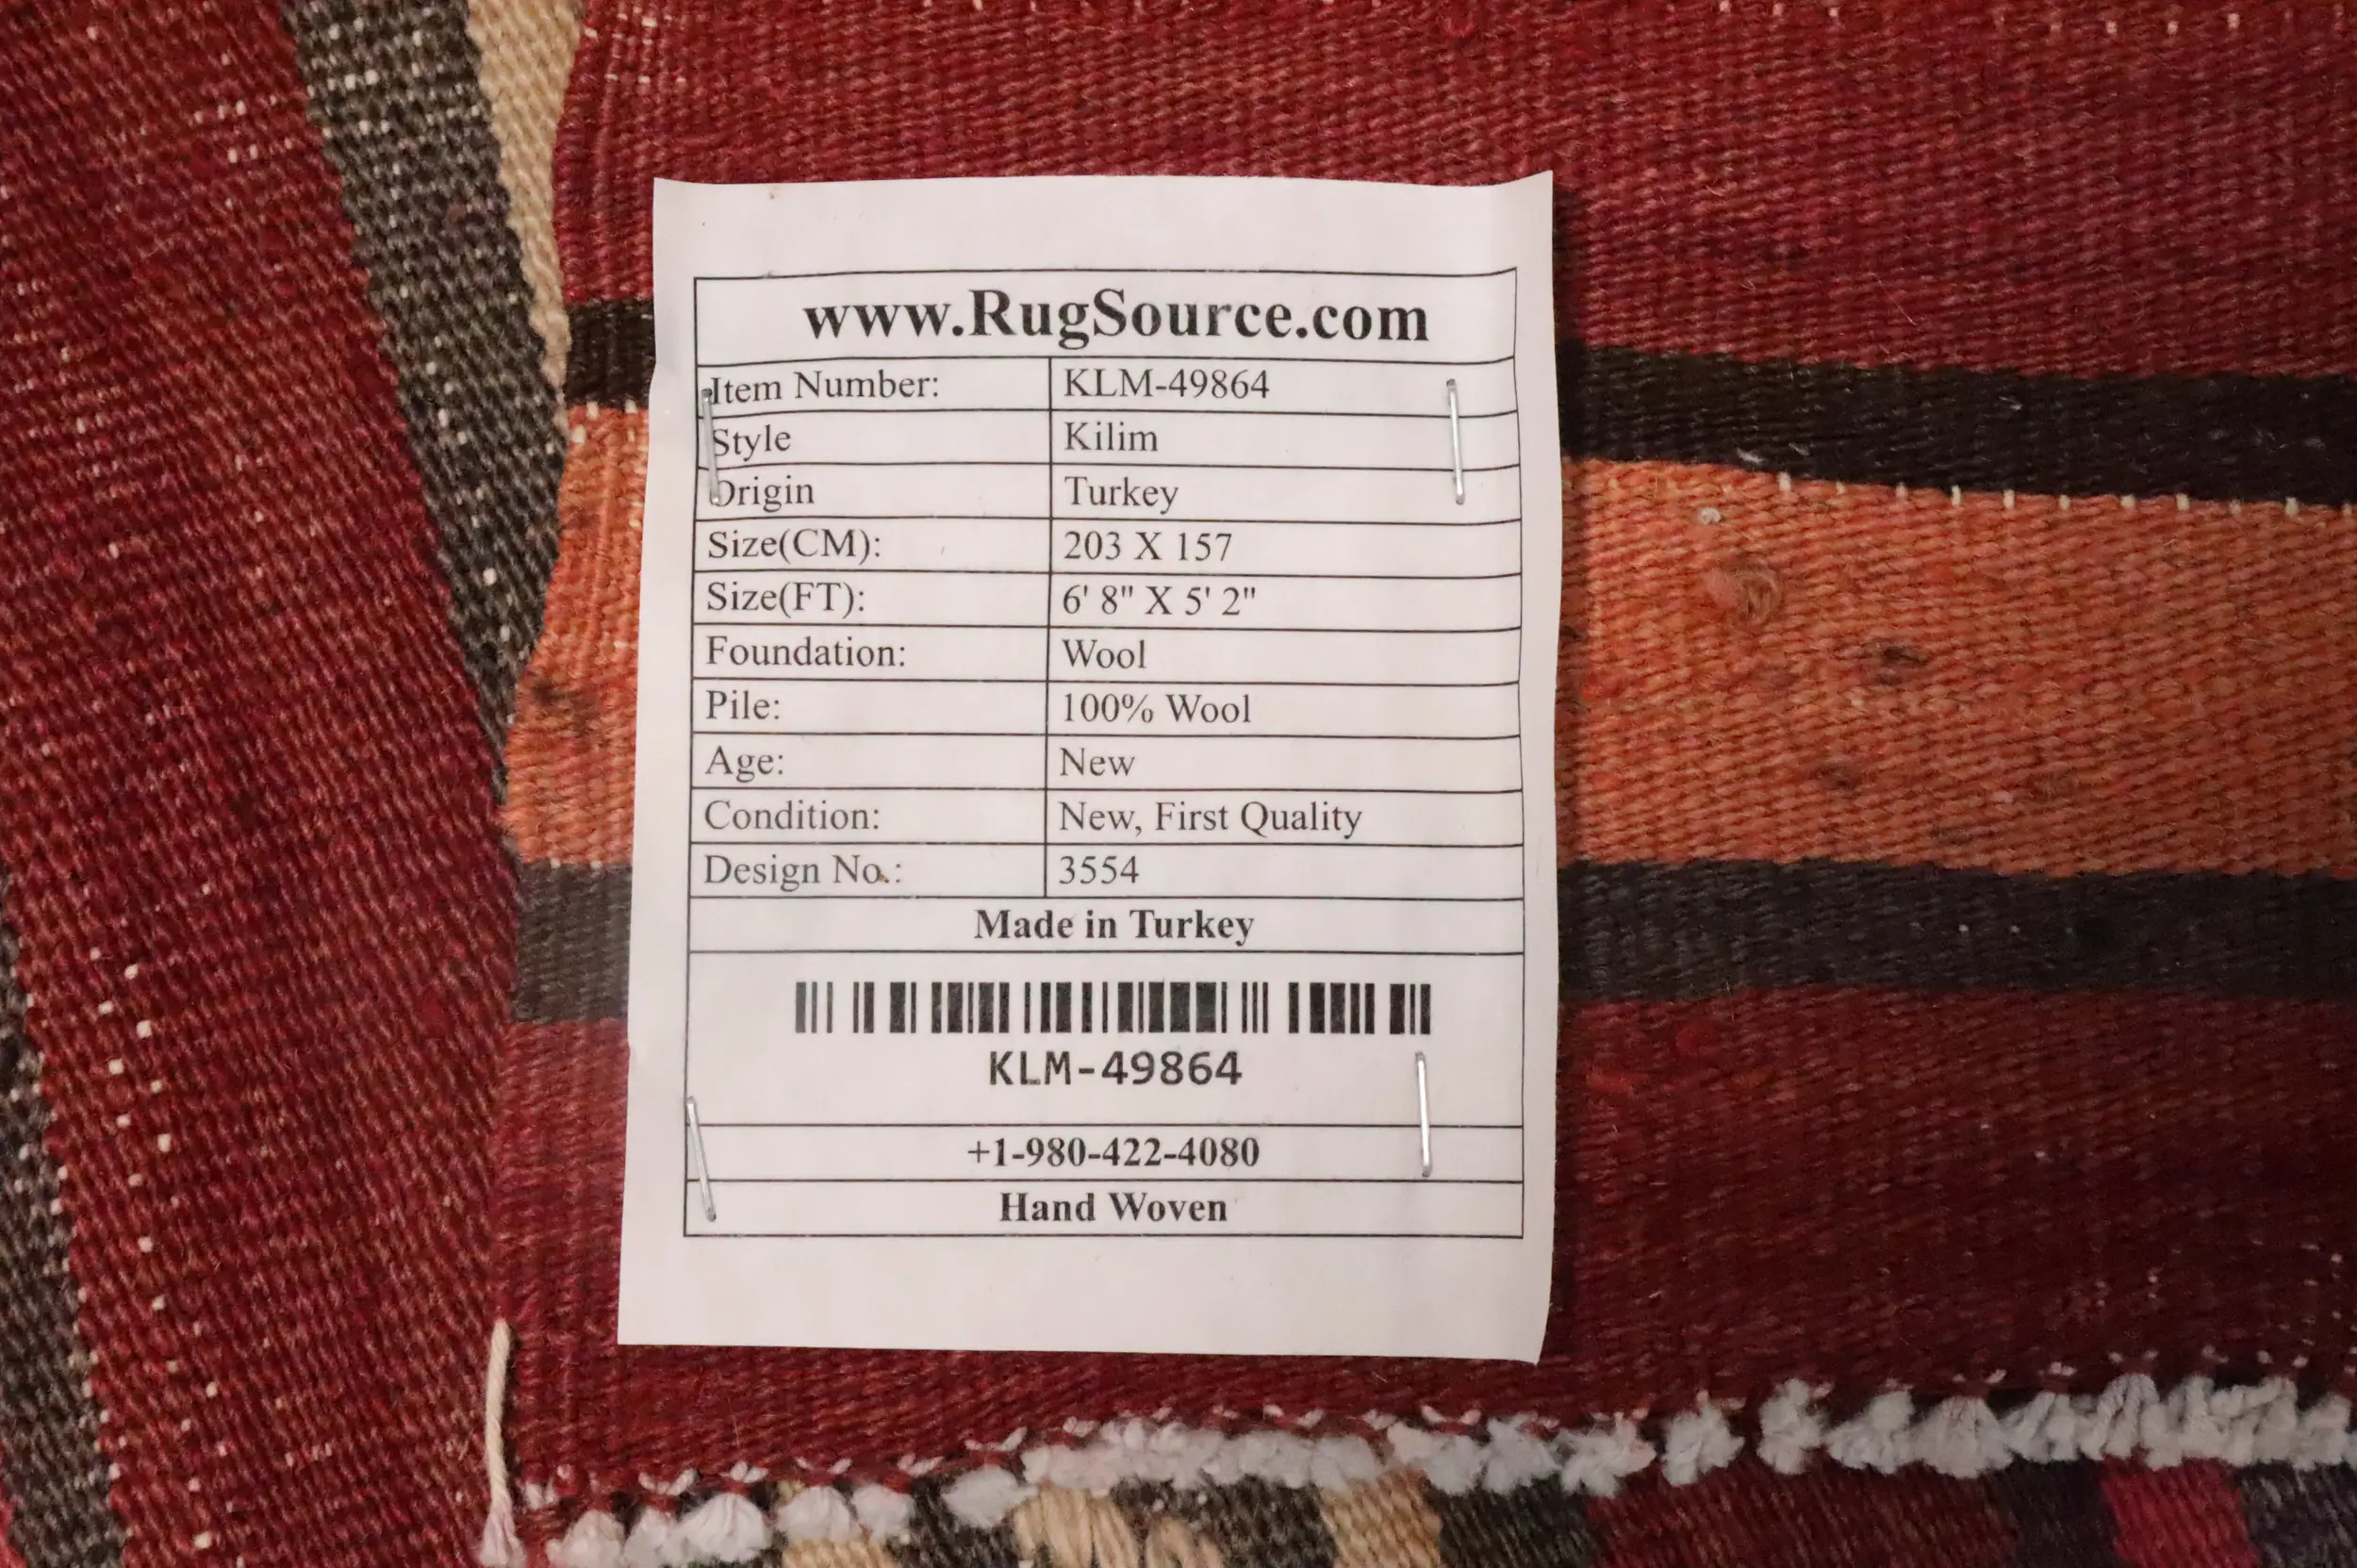 www.RugSource.com
Item Number: KLM-49864
Style Kilim
Origin Turkey
Size(CM): 203 X 157
Size(FT): 6' 8" X 5' 2"
Foundation: Wool
Pile: 100% Wool
Age: New
Condition: New, First Quality
Design No.: 3554
Made in Turkey
KLM-49864
+1-980-422-4080
Hand Woven